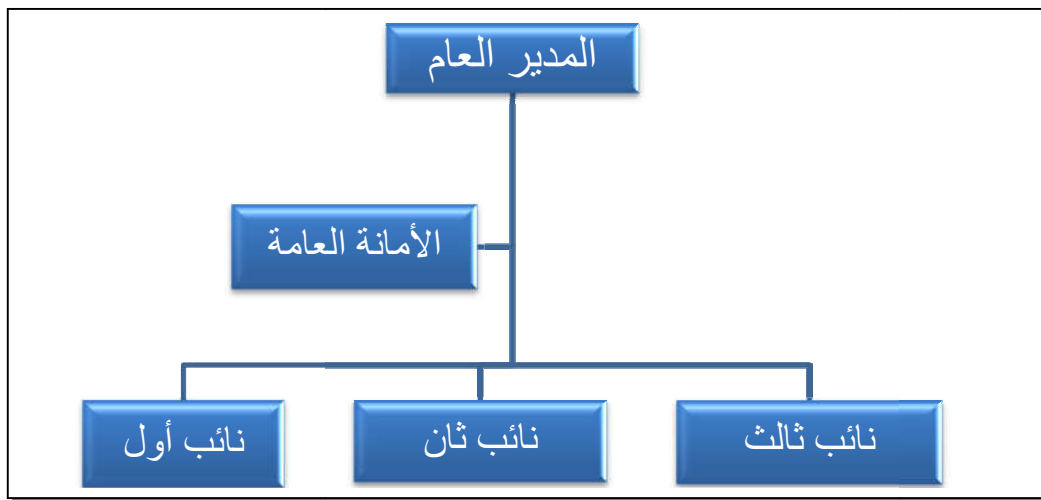 المدير العام
الأمانة العامة
نائب ثالث
نائب ثان
نائب أول